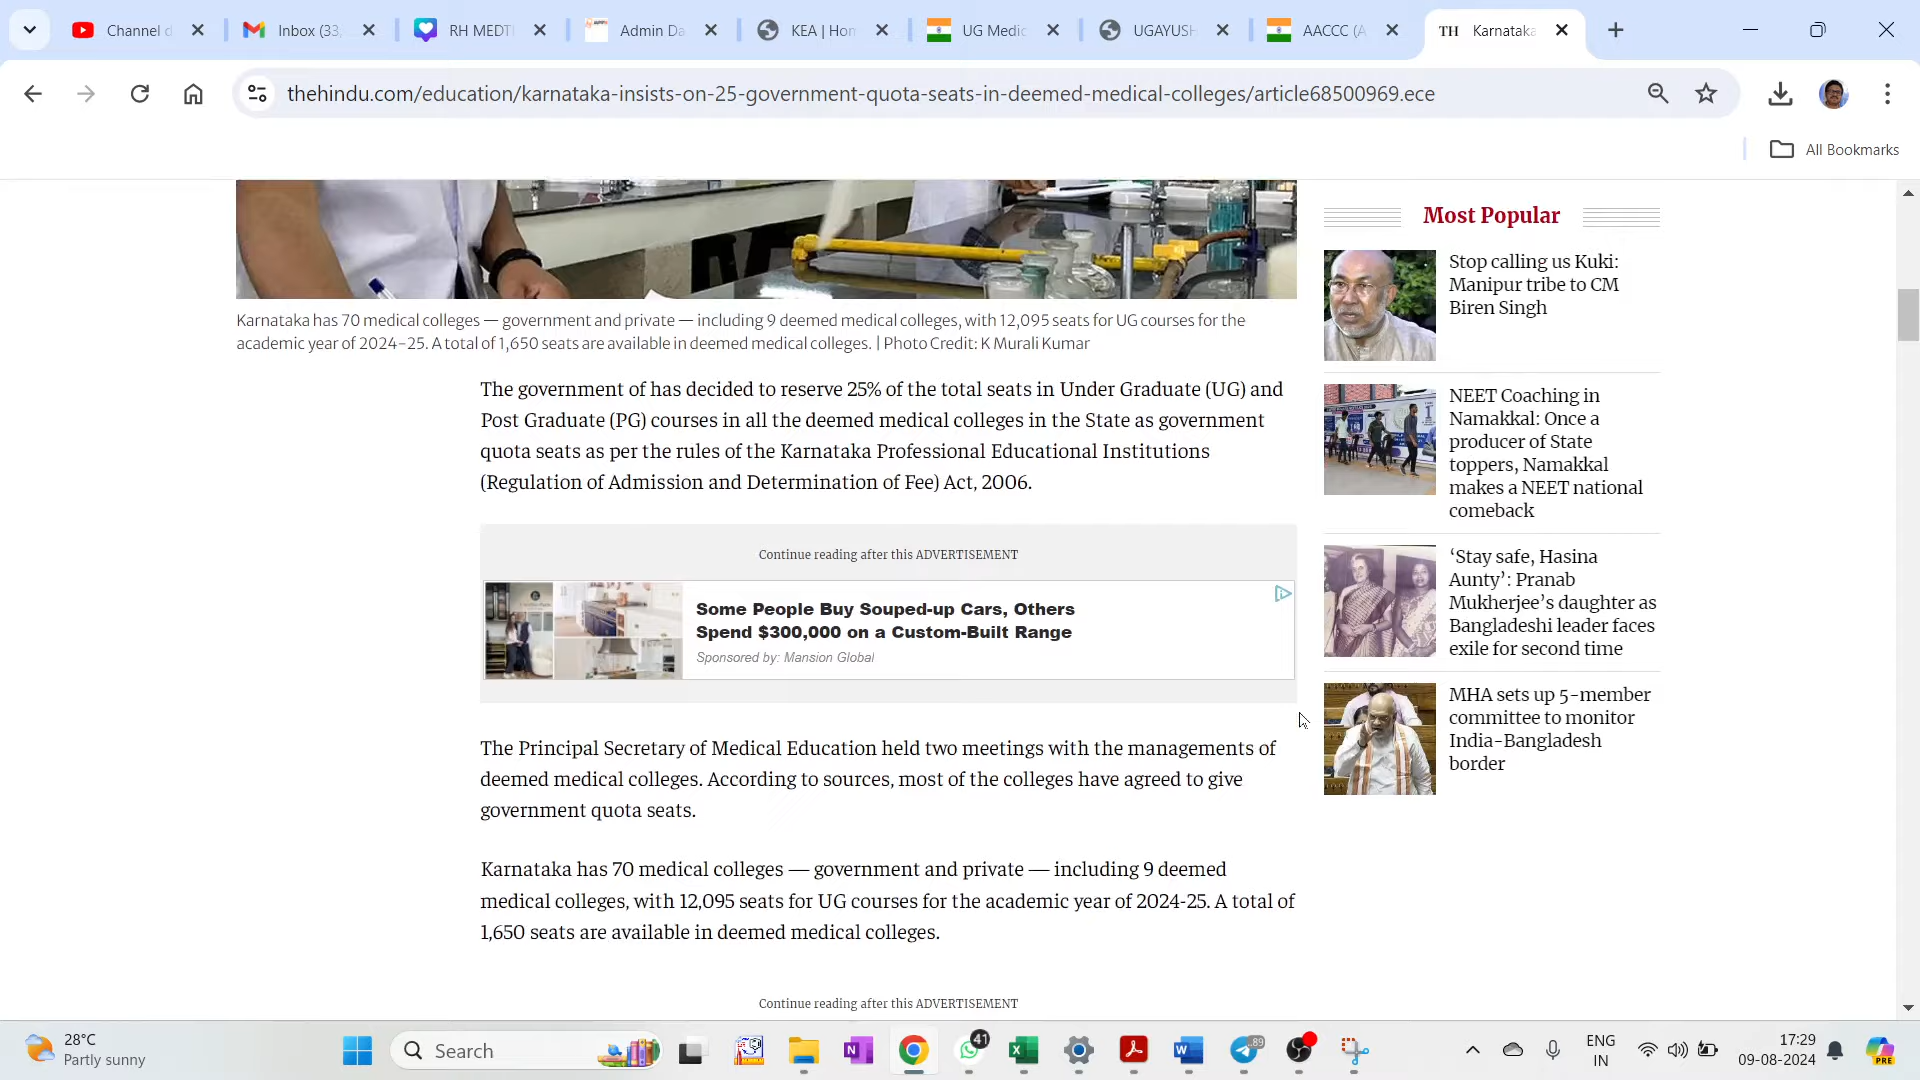 Channel d
Inbox (33,
RH MEDTI
Admin Da
KEA | Hon
UG Medic
UGAYUSH
AACCC (A
TH Karnataka
thehindu.com/education/karnataka-insists-on-25-government-quota-seats-in-deemed-medical-colleges/article68500969.ece
All Bookmarks
Karnataka has 70 medical colleges — government and private — including 9 deemed medical colleges, with 12,095 seats for UG courses for the
academic year of 2024-25. A total of 1,650 seats are available in deemed medical colleges. | Photo Credit: K Murali Kumar
The government of has decided to reserve 25% of the total seats in Under Graduate (UG) and
Post Graduate (PG) courses in all the deemed medical colleges in the State as government
quota seats as per the rules of the Karnataka Professional Educational Institutions
(Regulation of Admission and Determination of Fee) Act, 2006.
Continue reading after this ADVERTISEMENT
Some People Buy Souped-up Cars, Others
Spend $300,000 on a Custom-Built Range
Sponsored by: Mansion Global
The Principal Secretary of Medical Education held two meetings with the managements of
deemed medical colleges. According to sources, most of the colleges have agreed to give
government quota seats.
Karnataka has 70 medical colleges — government and private — including 9 deemed
medical colleges, with 12,095 seats for UG courses for the academic year of 2024-25. A total of
1,650 seats are available in deemed medical colleges.
Continue reading after this ADVERTISEMENT
Most Popular
Stop calling us Kuki:
Manipur tribe to CM
Biren Singh
NEET Coaching in
Namakkal: Once a
producer of State
toppers, Namakkal
makes a NEET national
comeback
‘Stay safe, Hasina
Aunty’: Pranab
Mukherjee’s daughter as
Bangladeshi leader faces
exile for second time
MHA sets up 5-member
committee to monitor
India-Bangladesh
border
28°C
Partly sunny
Search
41
..89
ENG
IN
17:29
09-08-2024
PRE